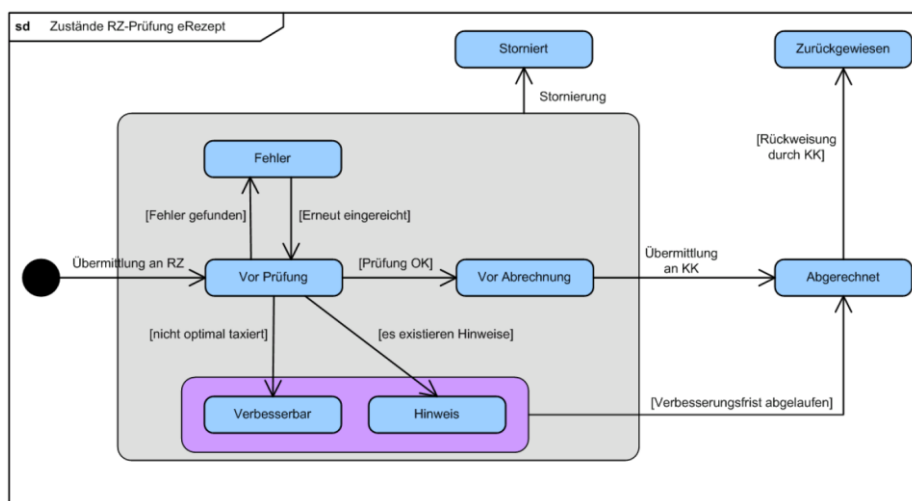 sd Zustände RZ-Prüfung eRezept
Storniert
Zurückgewiesen
Stornierung
[Rückweisung
durch KK]
Fehler
[Fehler gefunden]
[Erneut eingereicht]
Übermittlung an RZ
Vor Prüfung
[Prüfung OK]
Vor Abrechnung
Übermittlung
an KK
Abgerechnet
[nicht optimal taxiert]
[es existieren Hinweise]
Verbesserbar
Hinweis
[Verbesserungsfrist abgelaufen]